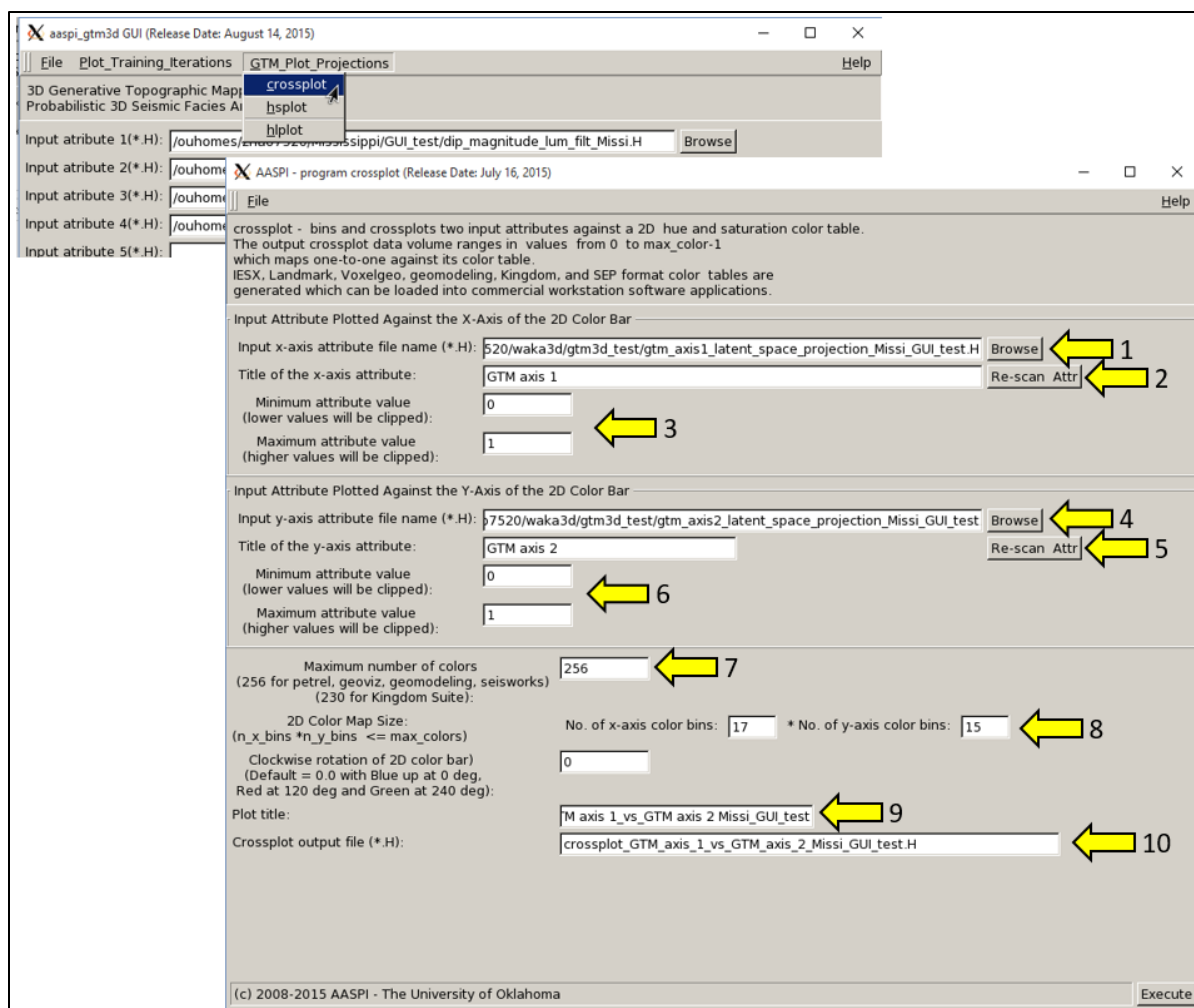 aaspi_gtm3d GUI (Release Date: August 14, 2015)
File Plot_Training_Iterations GTM_Plot_Projections Help
crossplot
hsplot
hlplot
3D Generative Topographic Mapp
Probabilistic 3D Seismic Facies An
Input atribute 1(*.H): Browse
Input atribute 2(*.H): /ouhome
Input atribute 3(*.H): /ouhome
Input atribute 4(*.H): /ouhome
Input atribute 5(*.H):
AASPI - program crossplot (Release Date: July 16, 2015)
File Help
crossplot - bins and crossplots two input attributes against a 2D hue and saturation color table.
The output crossplot data volume ranges in values from 0 to max_color-1
which maps one-to-one against its color table.
IESX, Landmark, Voxelgeo, geomodeling, Kingdom, and SEP format color tables are
generated which can be loaded into commercial workstation software applications.
Input Attribute Plotted Against the X-Axis of the 2D Color Bar
Input x-axis attribute file name (*.H): 520/waka3d/gtm3d_test/gtm_axis1_latent_space_projection_Missi_GUI_test.H Browse 1
Title of the x-axis attribute: GTM axis 1 Re-scan Attr 2
Minimum attribute value
(lower values will be clipped): 0
3
Maximum attribute value
(higher values will be clipped): 1
Input Attribute Plotted Against the Y-Axis of the 2D Color Bar
Input y-axis attribute file name (*.H): o7520/waka3d/gtm3d_test/gtm_axis2_latent_space_projection_Missi_GUI_test Browse 4
Title of the y-axis attribute: GTM axis 2 Re-scan Attr 5
Minimum attribute value
(lower values will be clipped): 0
6
Maximum attribute value
(higher values will be clipped): 1
Maximum number of colors
(256 for petrel, geoviz, geomodeling, seisworks)
(230 for Kingdom Suite): 256 7
2D Color Map Size:
(n_x_bins *n_y_bins <= max_colors) No. of x-axis color bins: 17 * No. of y-axis color bins: 15 8
Clockwise rotation of 2D color bar)
(Default = 0.0 with Blue up at 0 deg,
Red at 120 deg and Green at 240 deg): 0
Plot title: TM axis 1_vs_GTM axis 2 Missi_GUI_test 9
Crossplot output file (*.H): crossplot_GTM_axis_1_vs_GTM_axis_2_Missi_GUI_test.H 10
(c) 2008-2015 AASPI - The University of Oklahoma Execute